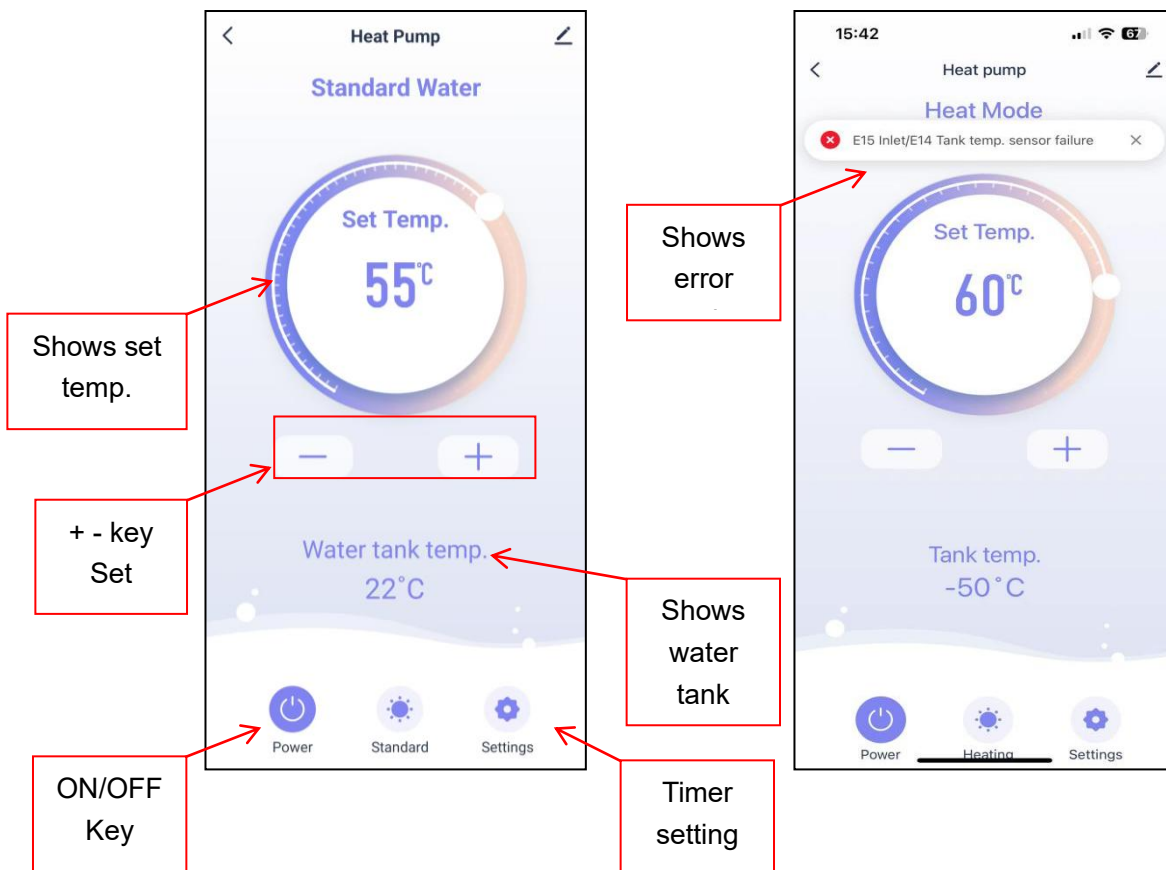 Heat Pump
Standard Water
Set Temp.
55°C
Water tank temp.
22°C
Power
Standard
Settings
Shows set
temp.
+ - key
Set
ON/OFF
Key
Shows
water
tank
Timer
setting
15:42
67
Heat pump
Heat Mode
E15 Inlet/E14 Tank temp. sensor failure
Set Temp.
60°C
Tank temp.
-50°C
Power
Heating
Settings
Shows
error